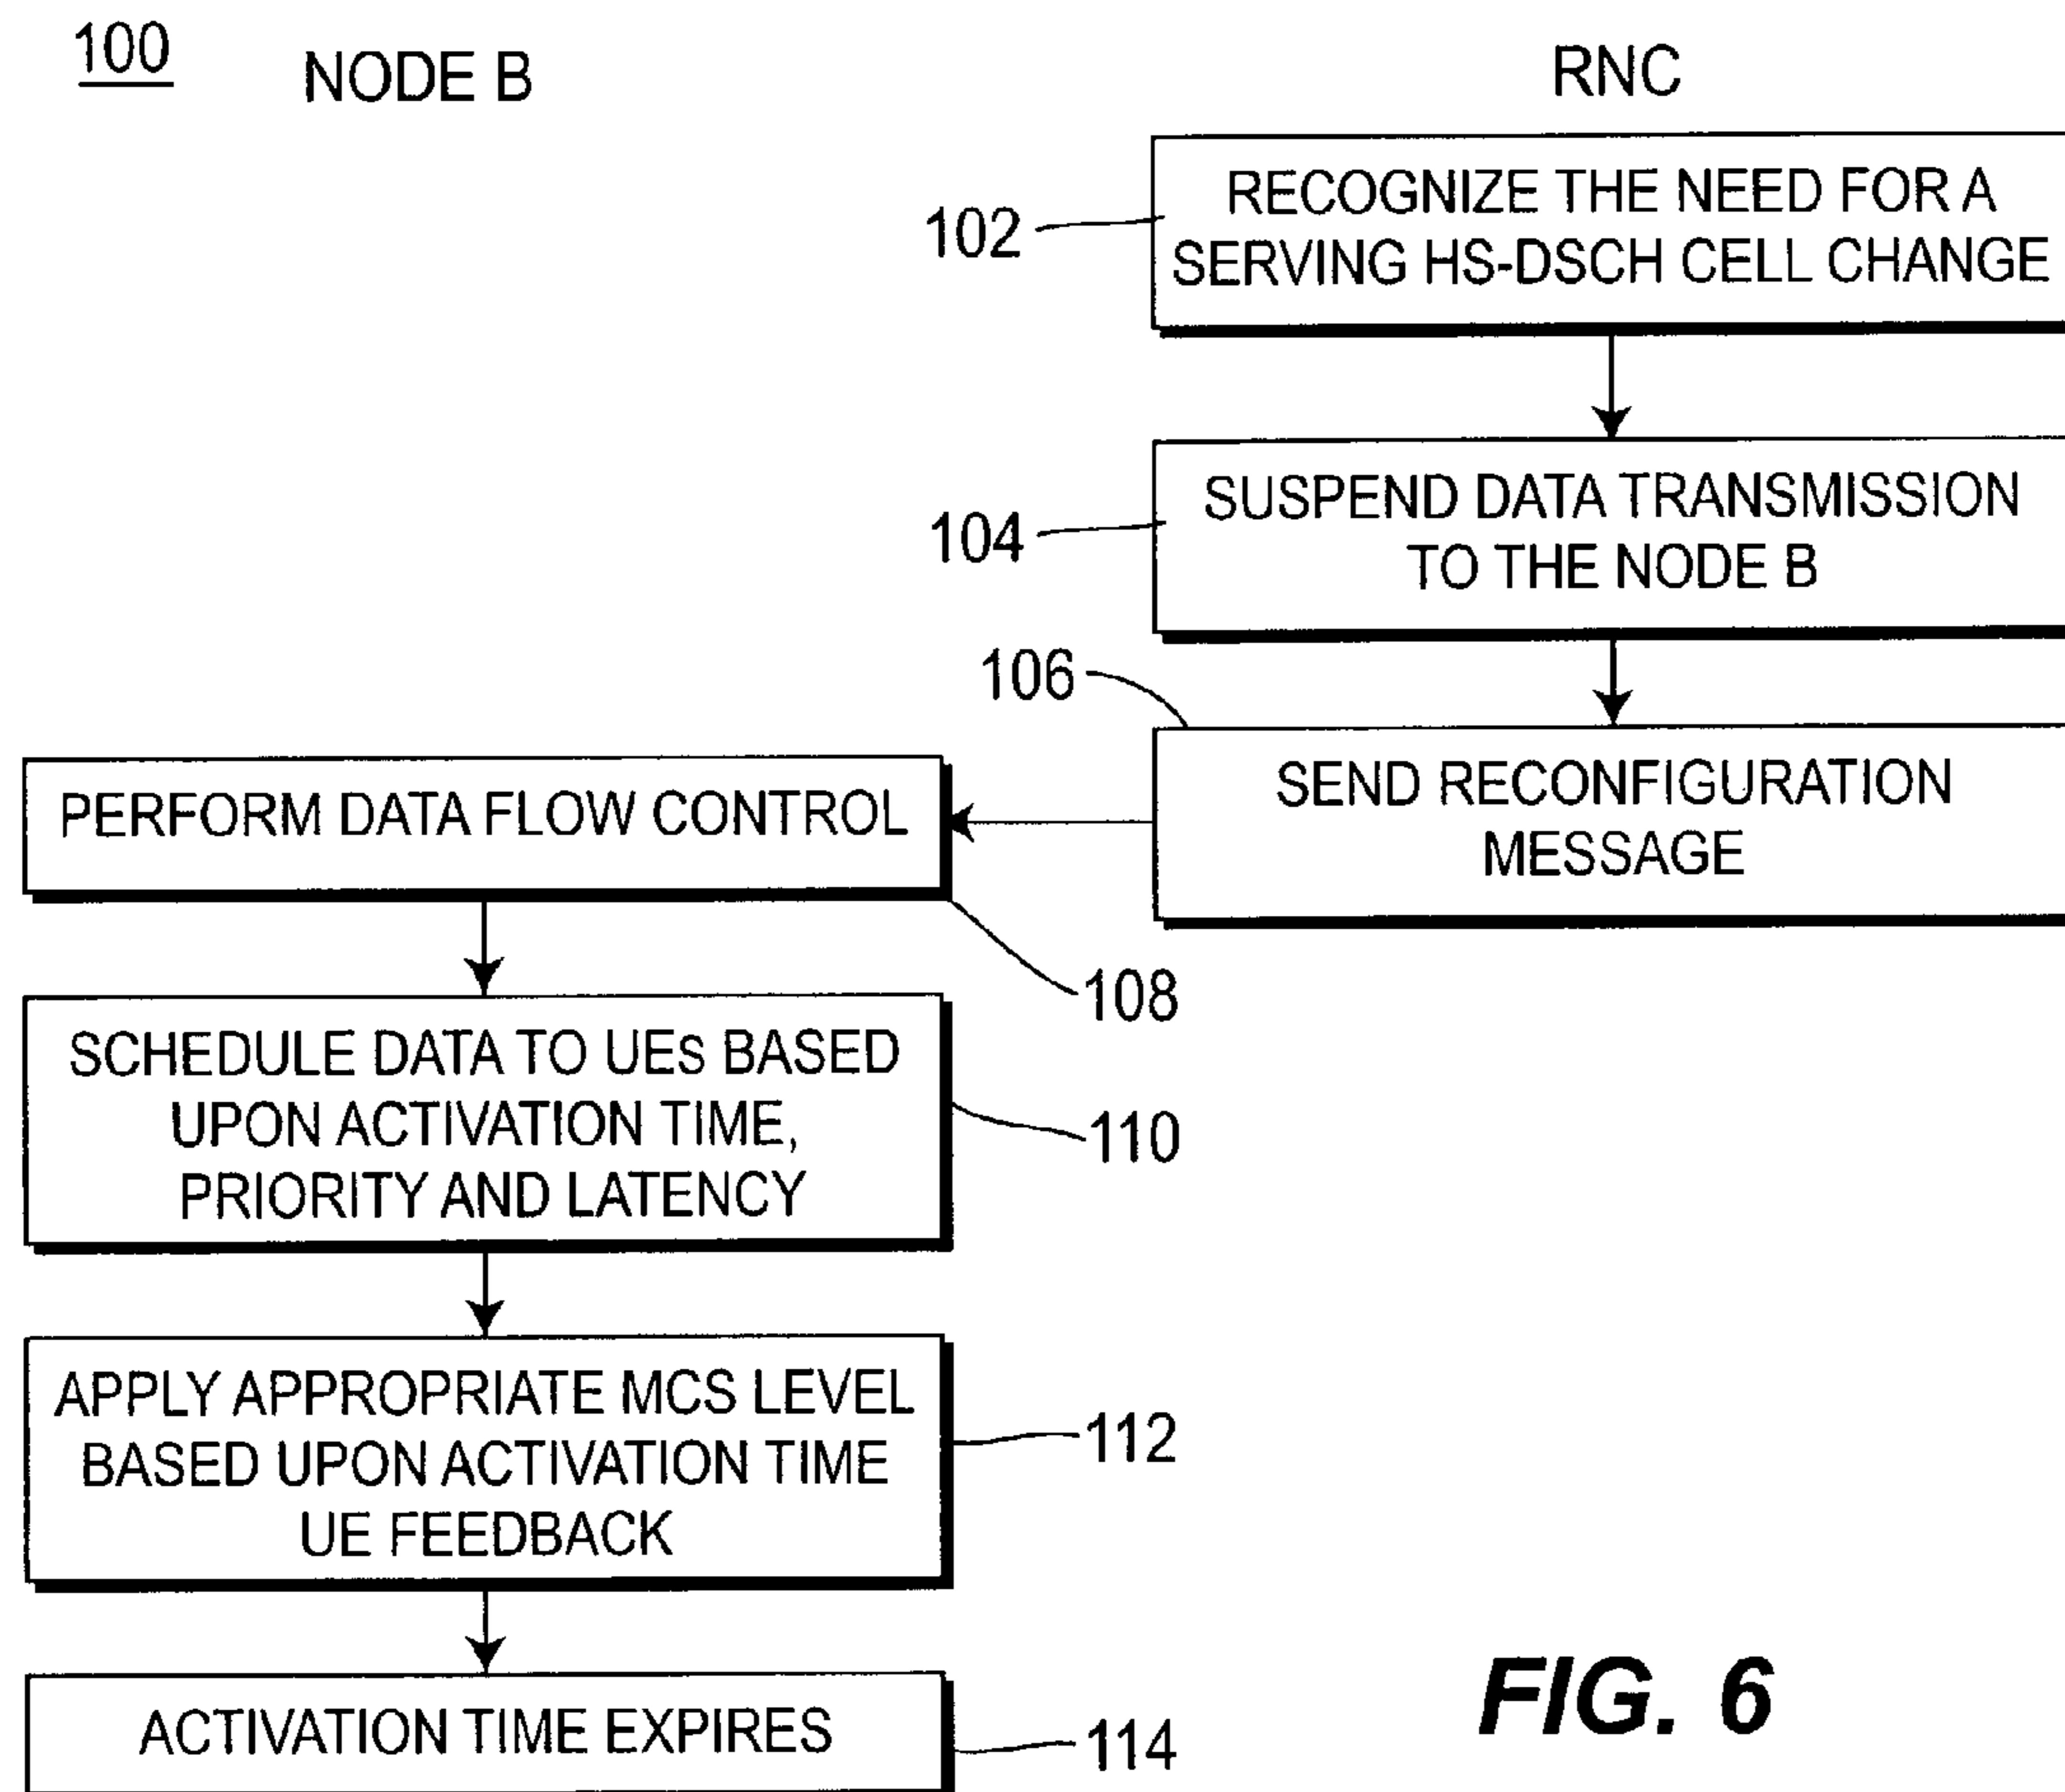 100
NODE B
RNC
RECOGNIZE THE NEED FOR A
SERVING HS-DSCH CELL CHANGE
102
SUSPEND DATA TRANSMISSION
TO THE NODE B
104
106
SEND RECONFIGURATION
MESSAGE
PERFORM DATA FLOW CONTROL
108
SCHEDULE DATA TO UEs BASED
UPON ACTIVATION TIME,
PRIORITY AND LATENCY
110
APPLY APPROPRIATE MCS LEVEL
BASED UPON ACTIVATION TIME
UE FEEDBACK
112
ACTIVATION TIME EXPIRES
114
FIG. 6